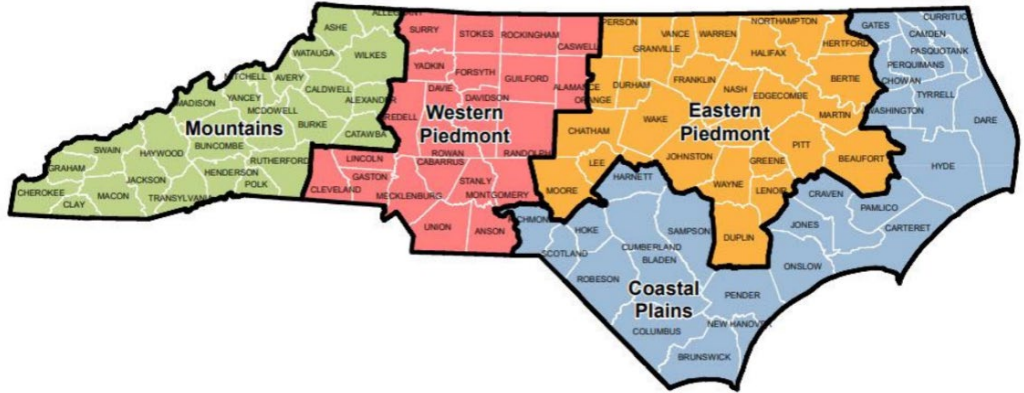 ALLEGHANY
ASHE
SURRY
STOKES
ROCKINGHAM
CASWELL
PERSON
VANCE
WARREN
NORTHAMPTON
GATES
CURRITUCK
CAMDEN
PASQUOTANK
PERQUIMANS
CHOWAN
HERTFORD
HALIFAX
GRANVILLE
WATAUGA
WILKES
YADKIN
FORSYTH
GUILFORD
ALAMANCE
ORANGE
DURHAM
FRANKLIN
NASH
EDGECOMBE
BERTIE
TYRRELL
WASHINGTON
MARTIN
DARE
MITCHELL
AVERY
CALDWELL
ALEXANDER
DAVIE
DAVIDSON
MADISON
YANCEY
MCDOWELL
BURKE
CATAWBA
IREDELL
Western
Piedmont
Eastern
Piedmont
Mountains
BUNCOMBE
SWAIN
HAYWOOD
RUTHERFORD
ROWAN
RANDOLPH
CHATHAM
WAKE
PITT
BEAUFORT
HYDE
GRAHAM
HENDERSON
POLK
JACKSON
LINCOLN
CABARRUS
GASTON
STANLY
LEE
JOHNSTON
GREENE
CHEROKEE
CLAY
MACON
TRANSYLVANIA
CLEVELAND
MECKLENBURG
MONTGOMERY
MOORE
HARNETT
WAYNE
LENOIR
CRAVEN
PAMLICO
UNION
ANSON
RICHMOND
HOKE
SAMPSON
DUPLIN
JONES
CARTERET
SCOTLAND
CUMBERLAND
BLADEN
ONSLOW
ROBESON
Coastal
Plains
PENDER
COLUMBUS
NEW HANOVER
BRUNSWICK